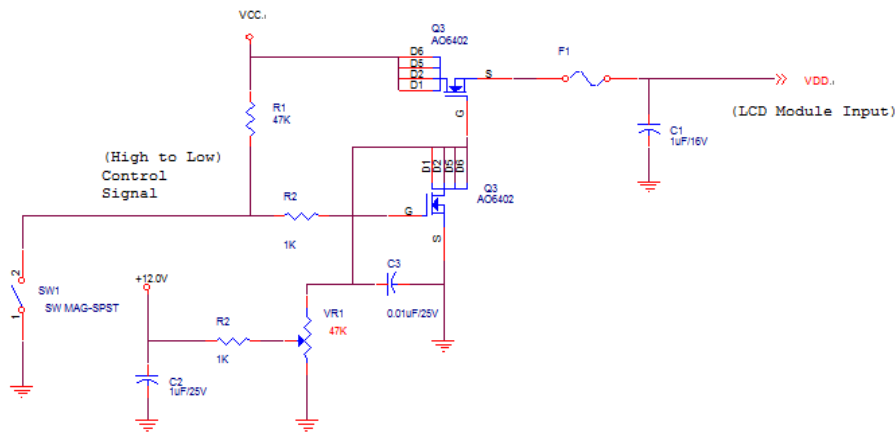 VCC
Q3
AO6402
D6
D5
D2
D1
S
G
F1
VDD
(LCD Module Input)
R1
47K
C1
1uF/16V
(High to Low)
Control
Signal
D1
D2
D5
D6
Q3
AO6402
R2
1K
G
S
2
SW1
SW MAG-SPST
1
+12.0V
C3
0.01uF/25V
R2
1K
VR1
47K
C2
1uF/25V